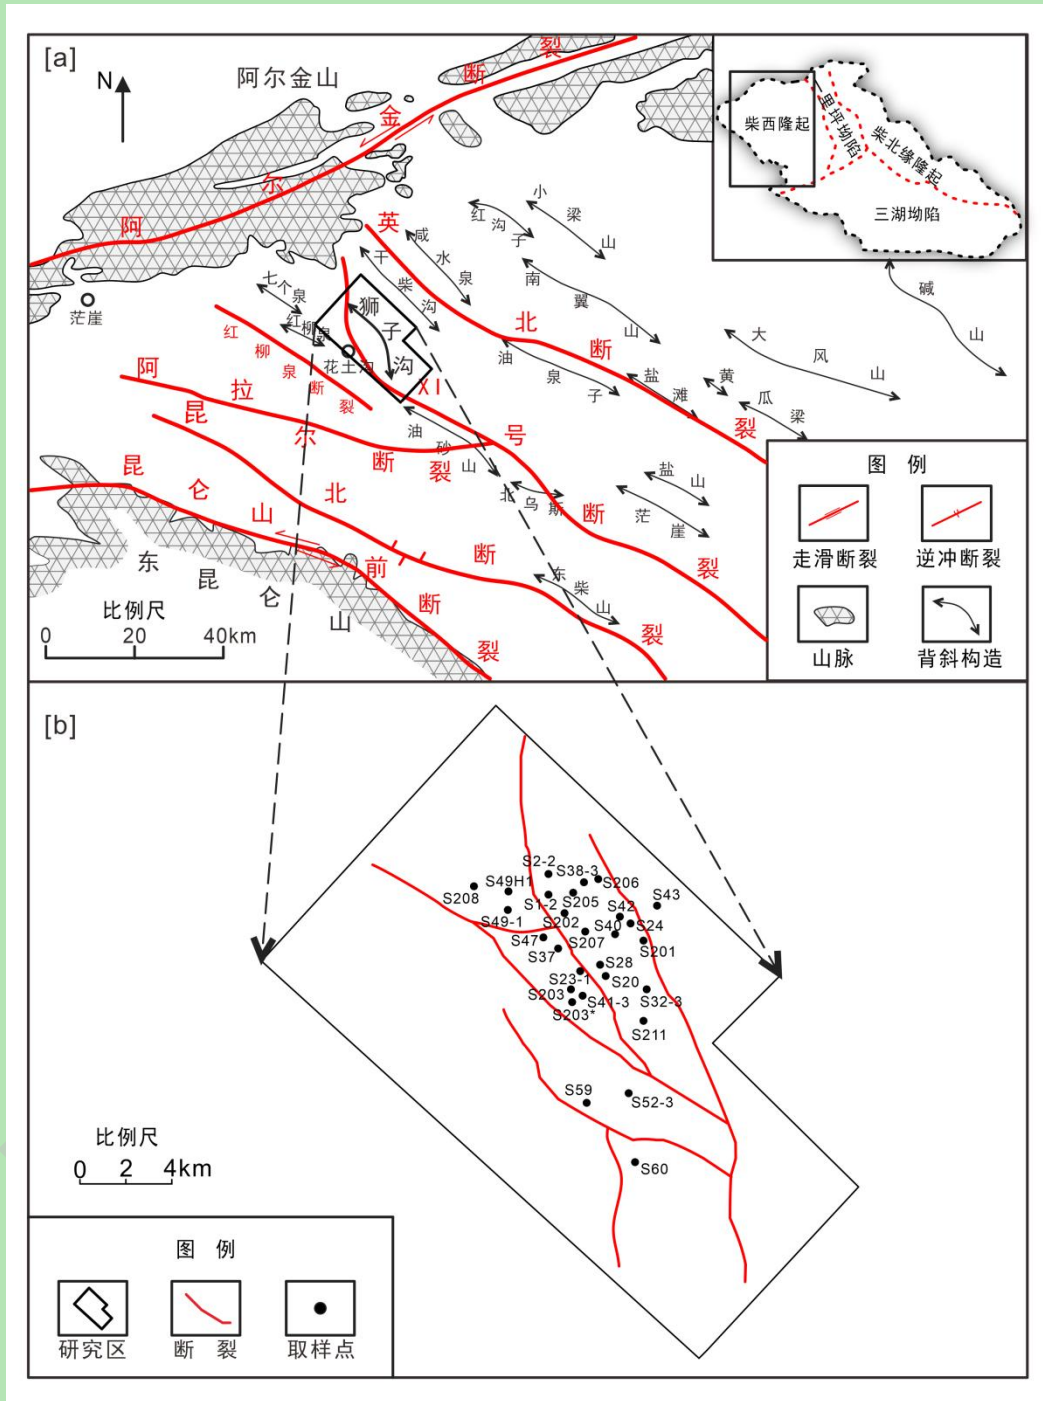 [a]
N
阿尔金山
阿尔金断裂
柴西隆起
一里坪坳陷
柴北缘隆起
三湖坳陷
茫崖
七个泉
红柳泉
干柴沟
咸水泉
红沟子
小梁山
南翼山
碱山
大风山
狮子沟
花土沟
油泉子
盐滩
黄瓜梁
油砂山
北乌斯
盐山
茫崖
东柴山
英北断裂
红柳泉断裂
XI号断裂
阿拉尔断裂
昆北断裂
昆仑山前断裂
东昆仑山
比例尺
0 20 40km
图 例
走滑断裂
逆冲断裂
山脉
背斜构造
[b]
S2-2
S38-3
S49H1
S206
S208
S1-2
S205
S42
S43
S49-1
S202
S24
S47
S207
S40
S201
S37
S28
S23-1
S20
S203
S41-3
S32-3
S203*
S211
S59
S52-3
S60
比例尺
0 2 4km
图 例
研究区
断 裂
取样点